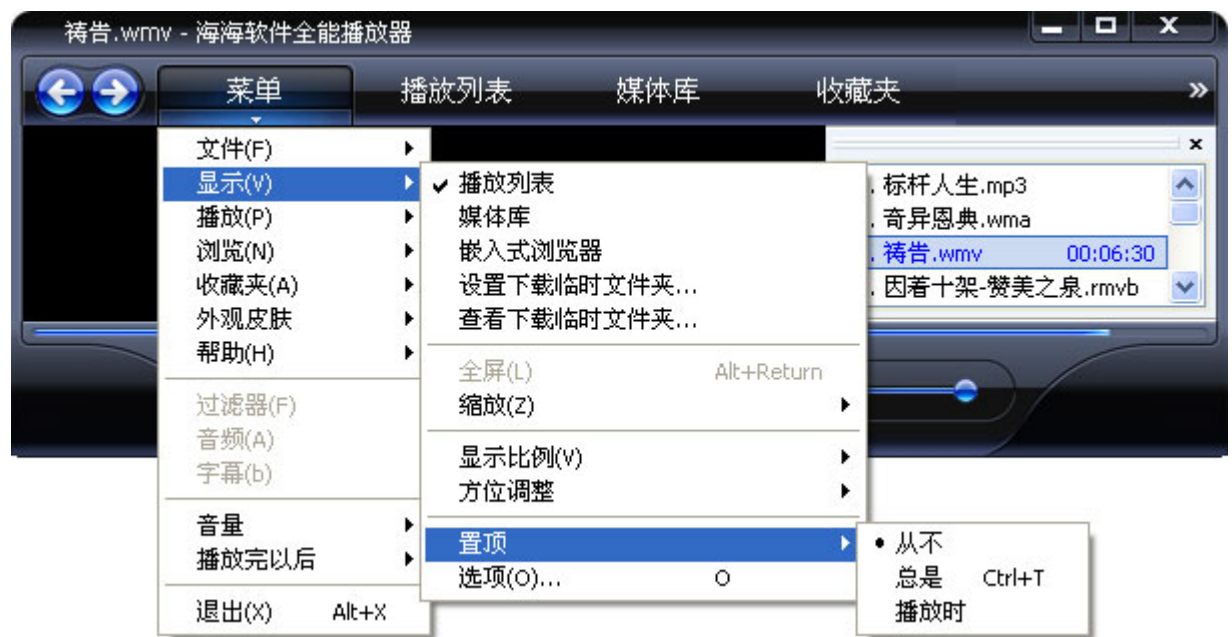 祷告.wmv - 海海软件全能播放器
菜单 播放列表 媒体库 收藏夹
文件(F)
显示(V)
播放(P)
浏览(N)
收藏夹(A)
外观皮肤
帮助(H)
过滤器(F)
音频(A)
字幕(b)
音量
播放完以后
退出(X) Alt+X
播放列表
媒体库
嵌入式浏览器
设置下载临时文件夹...
查看下载临时文件夹...
全屏(L) Alt+Return
缩放(Z)
显示比例(V)
方位调整
置顶
选项(O)... O
从不
总是 Ctrl+T
播放时
. 标杆人生.mp3
. 奇异恩典.wma
. 祷告.wmv 00:06:30
. 因着十架-赞美之泉.rmvb